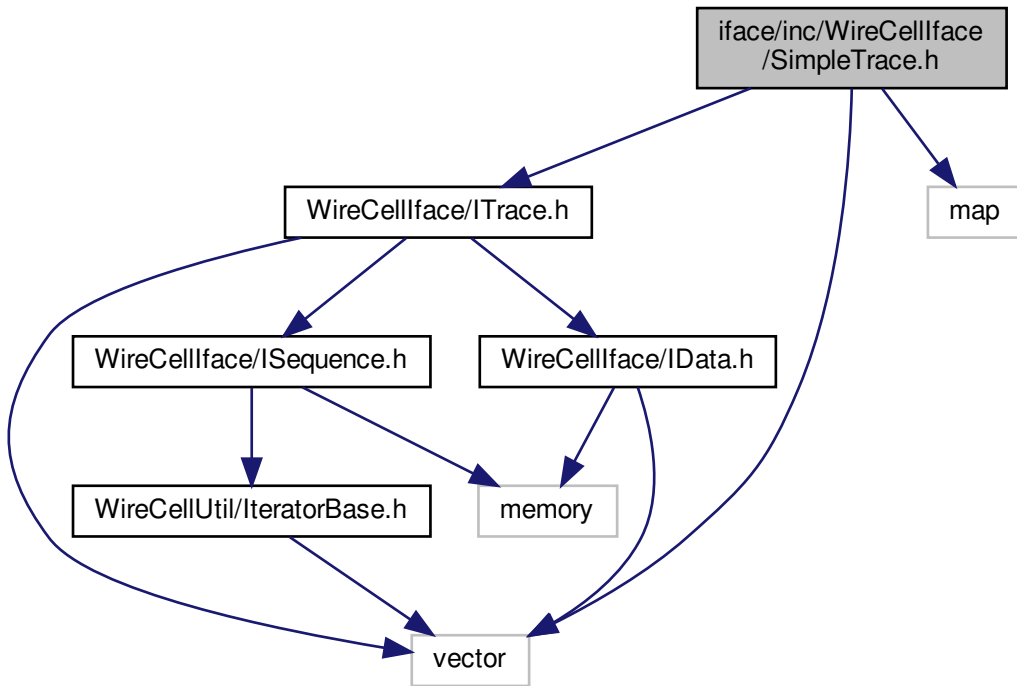 iface/inc/WireCellIface
/SimpleTrace.h
WireCellIface/ITrace.h
map
WireCellIface/ISequence.h
WireCellIface/IData.h
WireCellUtil/IteratorBase.h
memory
vector